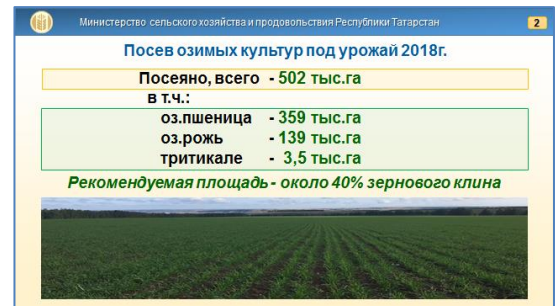 Министерство сельского хозяйства и продовольствия Республики Татарстан
2
Посев озимых культур под урожай 2018г.
Посеяно, всего - 502 тыс.га
в т.ч.:
оз.пшеница - 359 тыс.га
оз.рожь - 139 тыс.га
тритикале - 3,5 тыс.га
Рекомендуемая площадь - около 40% зернового клина